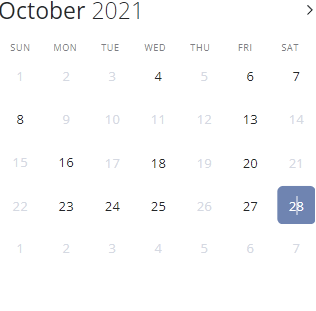 October 2021
SUN MON TUE WED THU FRI SAT
1 2 3 4 5 6 7
8 9 10 11 12 13 14
15 16 17 18 19 20 21
22 23 24 25 26 27 28
1 2 3 4 5 6 7